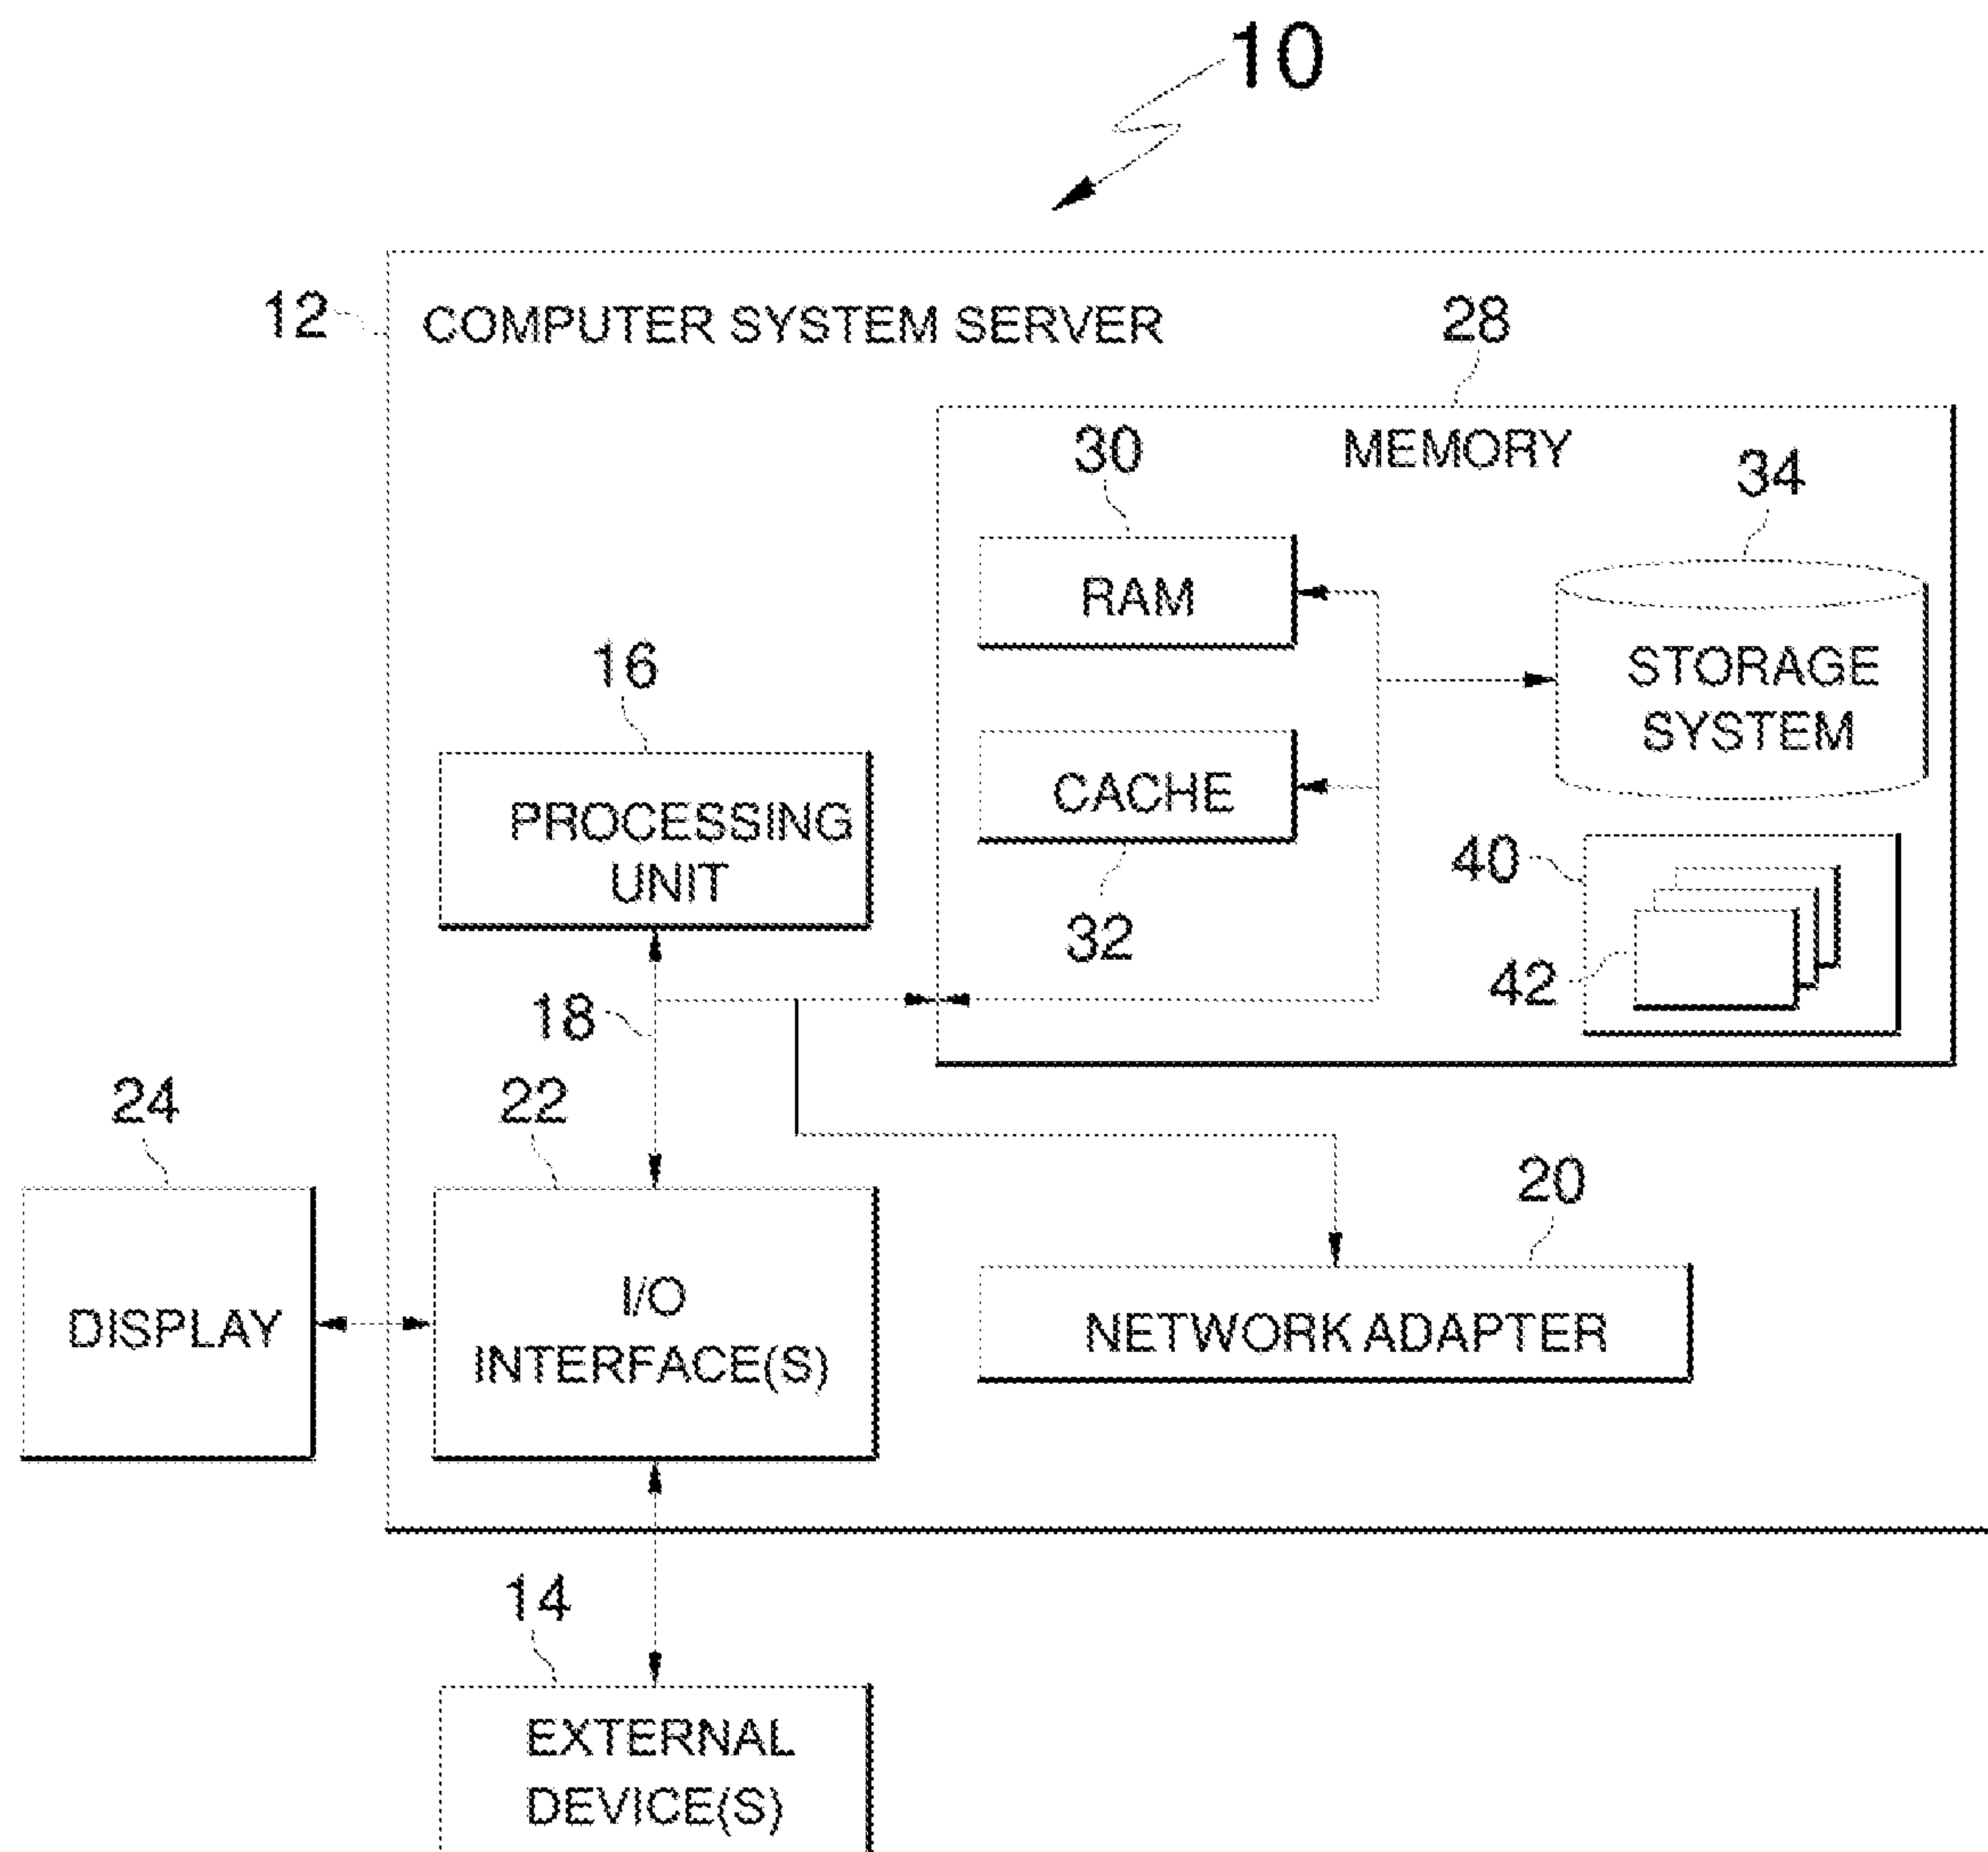 10
12
COMPUTER SYSTEM SERVER
28
MEMORY
30
34
RAM
STORAGE
SYSTEM
16
CACHE
PROCESSING
UNIT
32
40
42
18
24
22
20
DISPLAY
I/O
INTERFACE(S)
NETWORK ADAPTER
14
EXTERNAL
DEVICE(S)